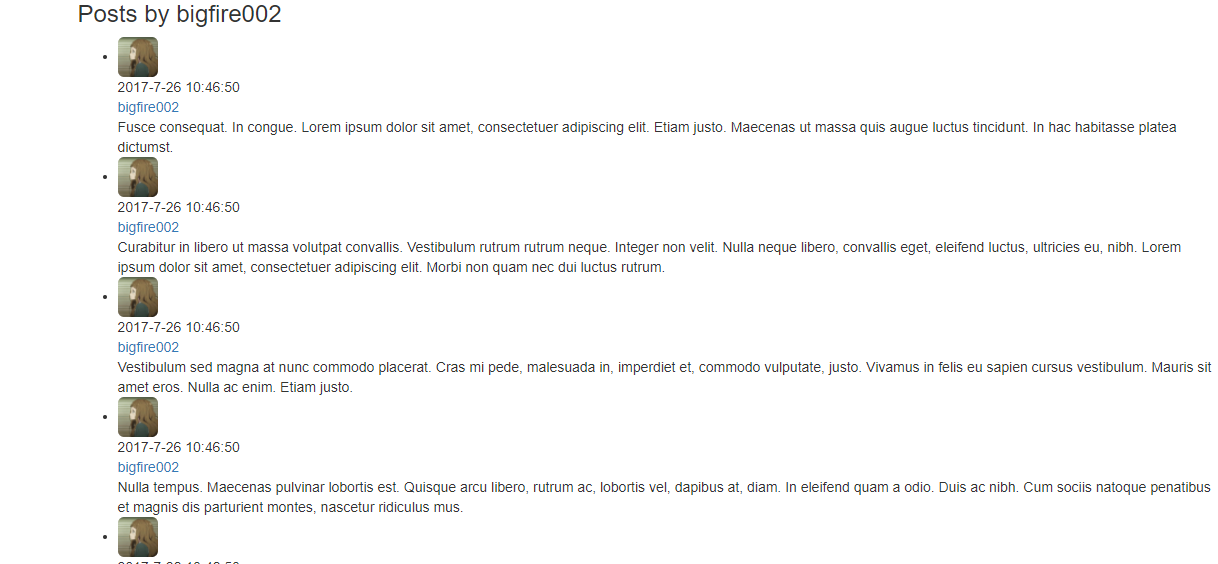 Posts by bigfire002
2017-7-26 10:46:50
bigfire002
Fusce consequat. In congue. Lorem ipsum dolor sit amet, consectetuer adipiscing elit. Etiam justo. Maecenas ut massa quis augue luctus tincidunt. In hac habitasse platea
dictumst.
2017-7-26 10:46:50
bigfire002
Curabitur in libero ut massa volutpat convallis. Vestibulum rutrum rutrum neque. Integer non velit. Nulla neque libero, convallis eget, eleifend luctus, ultricies eu, nibh. Lorem
ipsum dolor sit amet, consectetuer adipiscing elit. Morbi non quam nec dui luctus rutrum.
2017-7-26 10:46:50
bigfire002
Vestibulum sed magna at nunc commodo placerat. Cras mi pede, malesuada in, imperdiet et, commodo vulputate, justo. Vivamus in felis eu sapien cursus vestibulum. Mauris sit
amet eros. Nulla ac enim. Etiam justo.
2017-7-26 10:46:50
bigfire002
Nulla tempus. Maecenas pulvinar lobortis est. Quisque arcu libero, rutrum ac, lobortis vel, dapibus at, diam. In eleifend quam a odio. Duis ac nibh. Cum sociis natoque penatibus
et magnis dis parturient montes, nascetur ridiculus mus.